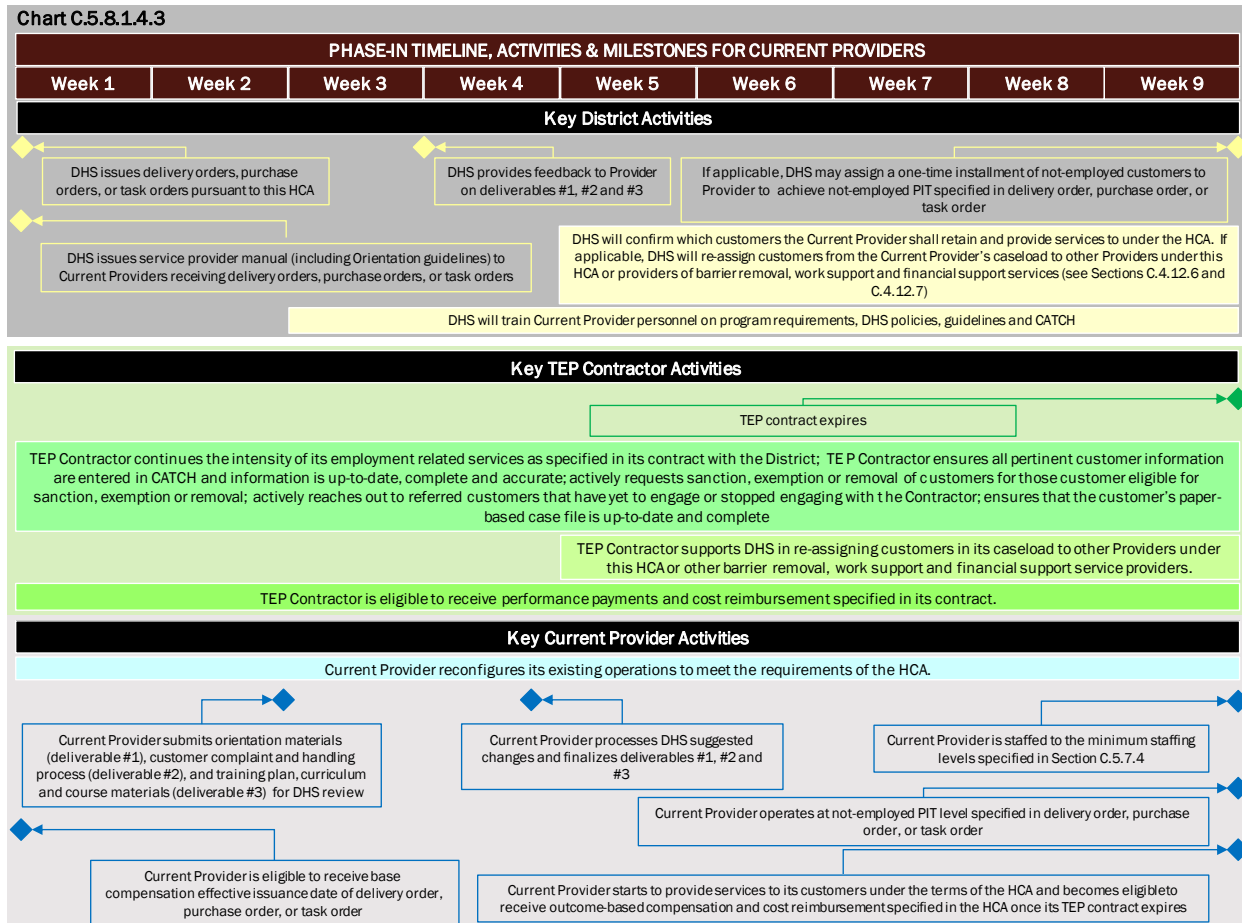 Chart C.5.8.1.4.3
PHASE-IN TIMELINE, ACTIVITIES & MILESTONES FOR CURRENT PROVIDERS
Week 1
Week 2
Week 3
Week 4
Week 5
Week 6
Week 7
Week 8
Week 9
Key District Activities
DHS issues delivery orders, purchase
orders, or task orders pursuant to this HCA
DHS provides feedback to Provider
on deliverables #1, #2 and #3
If applicable, DHS may assign a one-time installment of not-employed customers to
Provider to achieve not-employed PIT specified in delivery order, purchase order, or
task order
DHS issues service provider manual (including Orientation guidelines) to
Current Providers receiving delivery orders, purchase orders, or task orders
DHS will confirm which customers the Current Provider shall retain and provide services to under the HCA. If
applicable, DHS will re-assign customers from the Current Provider's caseload to other Providers under this
HCA or providers of barrier removal, work support and financial support services (see Sections C.4.12.6 and
C.4.12.7)
DHS will train Current Provider personnel on program requirements, DHS policies, guidelines and CATCH
Key TEP Contractor Activities
TEP contract expires
TEP Contractor continues the intensity of its employment related services as specified in its contract with the District; TEP Contractor ensures all pertinent customer information
are entered in CATCH and information is up-to-date, complete and accurate; actively requests sanction, exemption or removal of customers for those customer eligible for
sanction, exemption or removal; actively reaches out to referred customers that have yet to engage or stopped engaging with the Contractor; ensures that the customer's paper-
based case file is up-to-date and complete
TEP Contractor supports DHS in re-assigning customers in its caseload to other Providers under
this HCA or other barrier removal, work support and financial support service providers.
TEP Contractor is eligible to receive performance payments and cost reimbursement specified in its contract.
Key Current Provider Activities
Current Provider reconfigures its existing operations to meet the requirements of the HCA.
Current Provider submits orientation materials
(deliverable #1), customer complaint and handling
process (deliverable #2), and training plan, curriculum
and course materials (deliverable #3) for DHS review
Current Provider processes DHS suggested
changes and finalizes deliverables #1, #2 and
#3
Current Provider is staffed to the minimum staffing
levels specified in Section C.5.7.4
Current Provider operates at not-employed PIT level specified in delivery order, purchase
order, or task order
Current Provider is eligible to receive base
compensation effective issuance date of delivery order,
purchase order, or task order
Current Provider starts to provide services to its customers under the terms of the HCA and becomes eligible to
receive outcome-based compensation and cost reimbursement specified in the HCA once its TEP contract expires